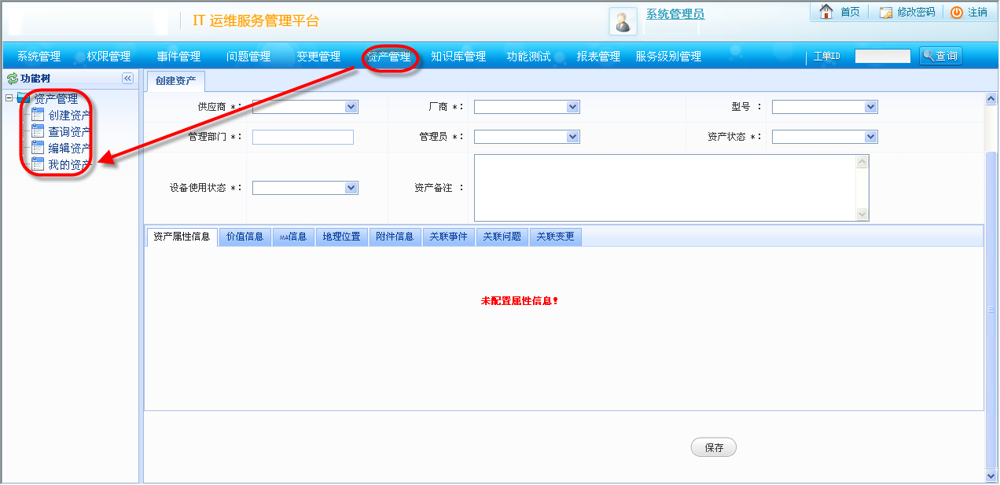 IT 运维服务管理平台
系统管理员
首页 修改密码 注销
系统管理 权限管理 事件管理 问题管理 变更管理 资产管理 知识库管理 功能测试 报表管理 服务级别管理 工单ID 查询
功能树
资产管理
创建资产
查询资产
编辑资产
我的资产
创建资产
供应商 *: 厂商 *: 型号 :
管理部门 *: 管理员 *: 资产状态 *:
设备使用状态 *: 资产备注 :
资产属性信息 价值信息 MA信息 地理位置 附件信息 关联事件 关联问题 关联变更
未配置属性信息!
保存